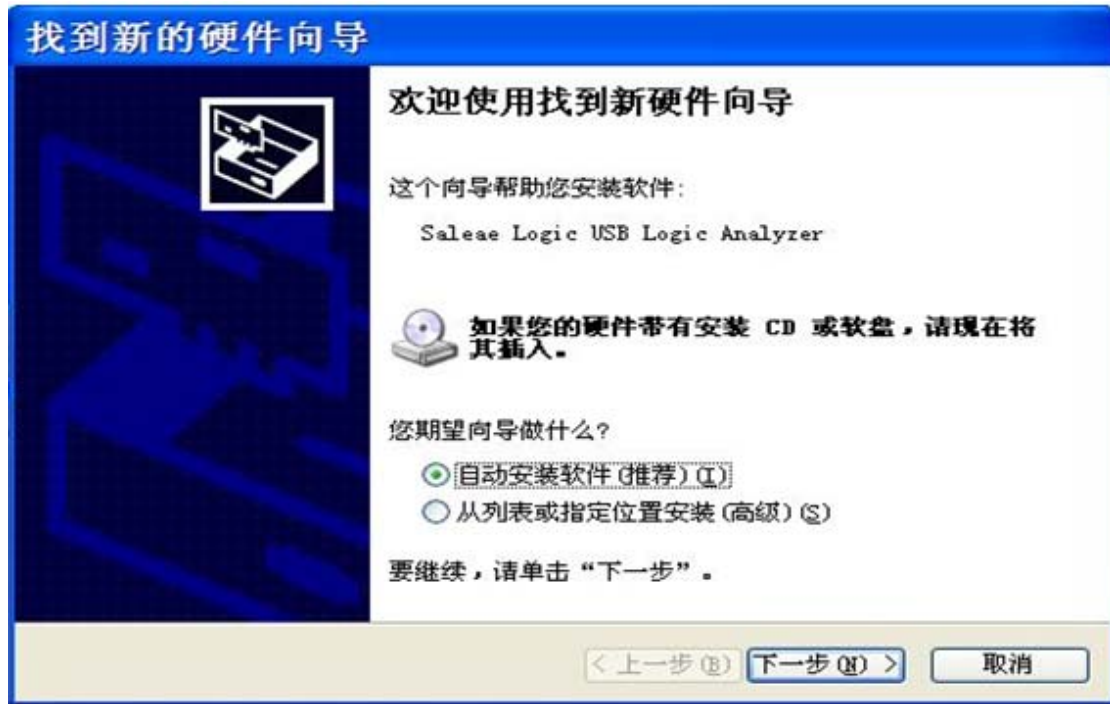 找到新的硬件向导
欢迎使用找到新硬件向导
这个向导帮助您安装软件:
Saleae Logic USB Logic Analyzer
如果您的硬件带有安装 CD 或软盘，请现在将
其插入。
您期望向导做什么?
自动安装软件(推荐)(I)
从列表或指定位置安装(高级)(S)
要继续，请单击“下一步”。
< 上一步(B) 下一步(N) > 取消